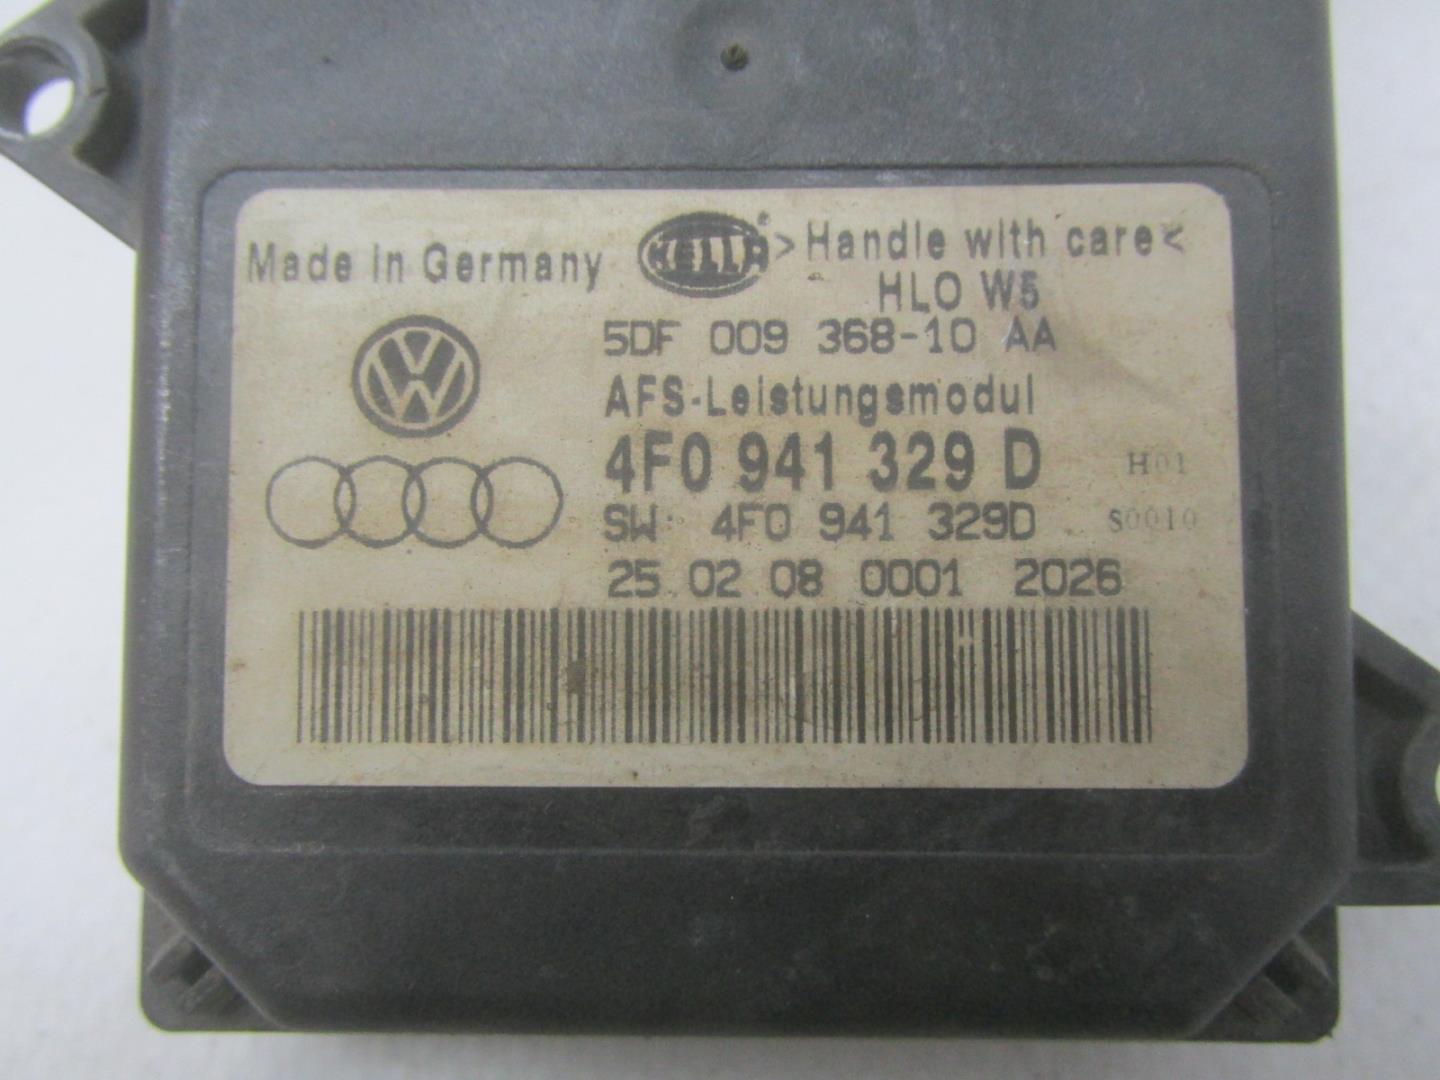 Made in Germany HELLA ® >Handle with care<
HLO W5
5DF 009 368-10 AA
AFS-Leistungsmodul
4F0 941 329 D H01
SW: 4F0 941 329D S0010
25 02 08 0001 2026